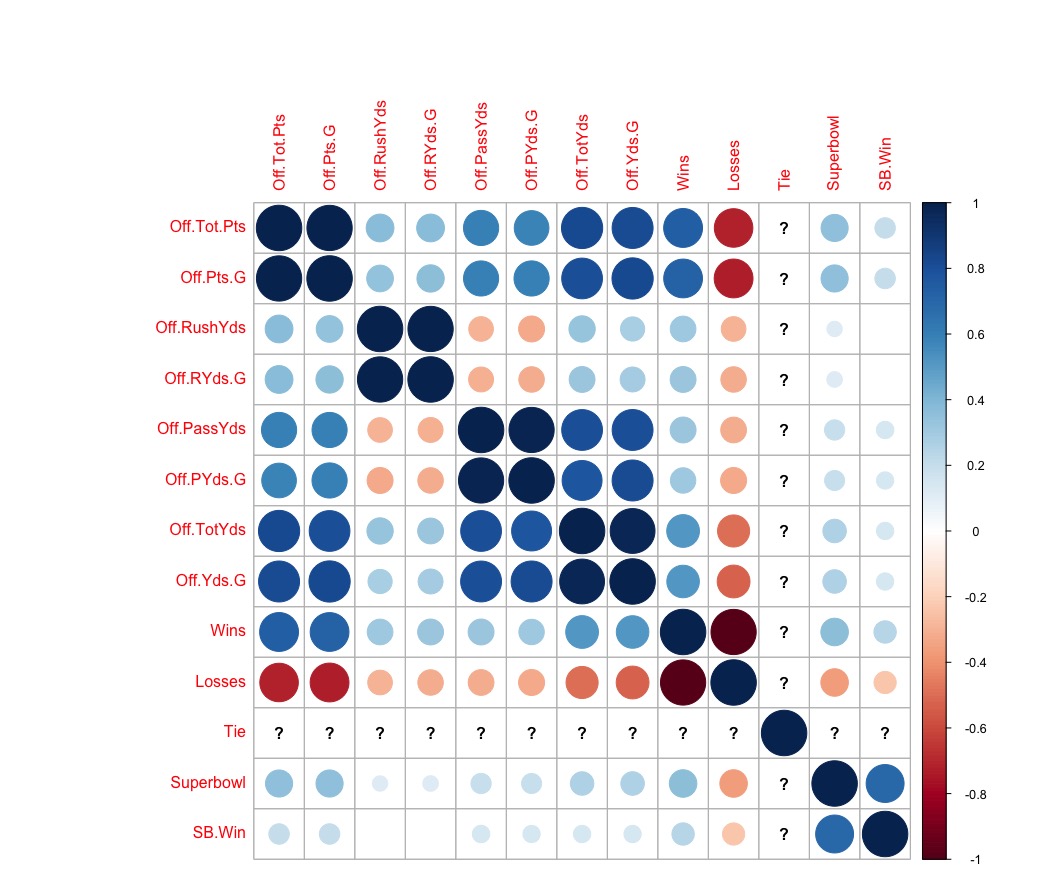 Off.Tot.Pts
Off.Pts.G
Off.RushYds
Off.RYds.G
Off.PassYds
Off.PYds.G
Off.TotYds
Off.Yds.G
Wins
Losses
Tie
Superbowl
SB.Win
Off.Tot.Pts ?
Off.Pts.G ?
Off.RushYds ?
Off.RYds.G ?
Off.PassYds ?
Off.PYds.G ?
Off.TotYds ?
Off.Yds.G ?
Wins ?
Losses ?
Tie ? ? ? ? ? ? ? ? ? ? ? ?
Superbowl ?
SB.Win ?
1
0.8
0.6
0.4
0.2
0
-0.2
-0.4
-0.6
-0.8
-1